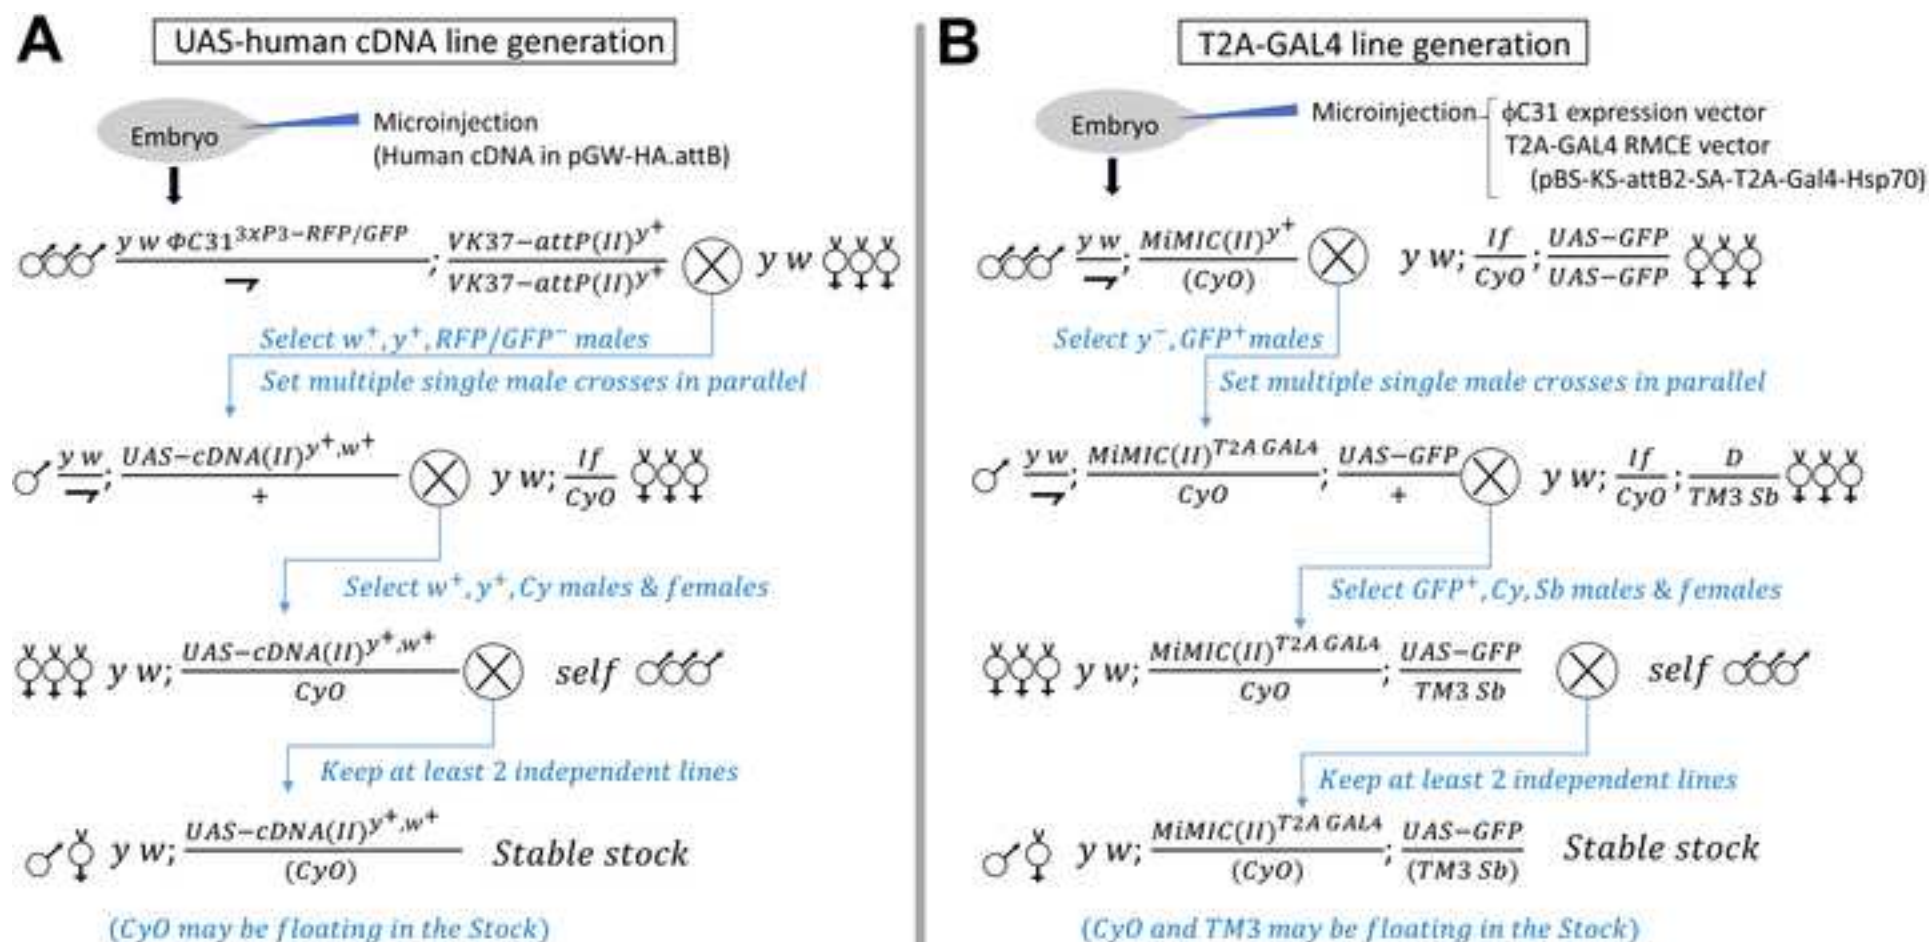 A
UAS-human cDNA line generation
Embryo
Microinjection
(Human cDNA in pGW-HA.attB)
y w ΦC31^3xP3−RFP/GFP ; VK37−attP(II)^y+ / VK37−attP(II)^y+ y w
Select w+, y+, RFP/GFP− males
Set multiple single male crosses in parallel
y w ; UAS−cDNA(II)^y+,w+ / + y w; If / CyO
Select w+, y+, Cy males & females
y w; UAS−cDNA(II)^y+,w+ / CyO self
Keep at least 2 independent lines
y w; UAS−cDNA(II)^y+,w+ / (CyO) Stable stock
(CyO may be floating in the Stock)
B
T2A-GAL4 line generation
Embryo
Microinjection
ϕC31 expression vector
T2A-GAL4 RMCE vector
(pBS-KS-attB2-SA-T2A-Gal4-Hsp70)
y w ; MiMIC(II)^y+ / (CyO) y w; If / CyO ; UAS−GFP / UAS−GFP
Select y−, GFP+ males
Set multiple single male crosses in parallel
y w ; MiMIC(II)^T2A GAL4 / CyO ; UAS−GFP / + y w; If / CyO ; D / TM3 Sb
Select GFP+, Cy, Sb males & females
y w; MiMIC(II)^T2A GAL4 / CyO ; UAS−GFP / TM3 Sb self
Keep at least 2 independent lines
y w; MiMIC(II)^T2A GAL4 / (CyO) ; UAS−GFP / (TM3 Sb) Stable stock
(CyO and TM3 may be floating in the Stock)